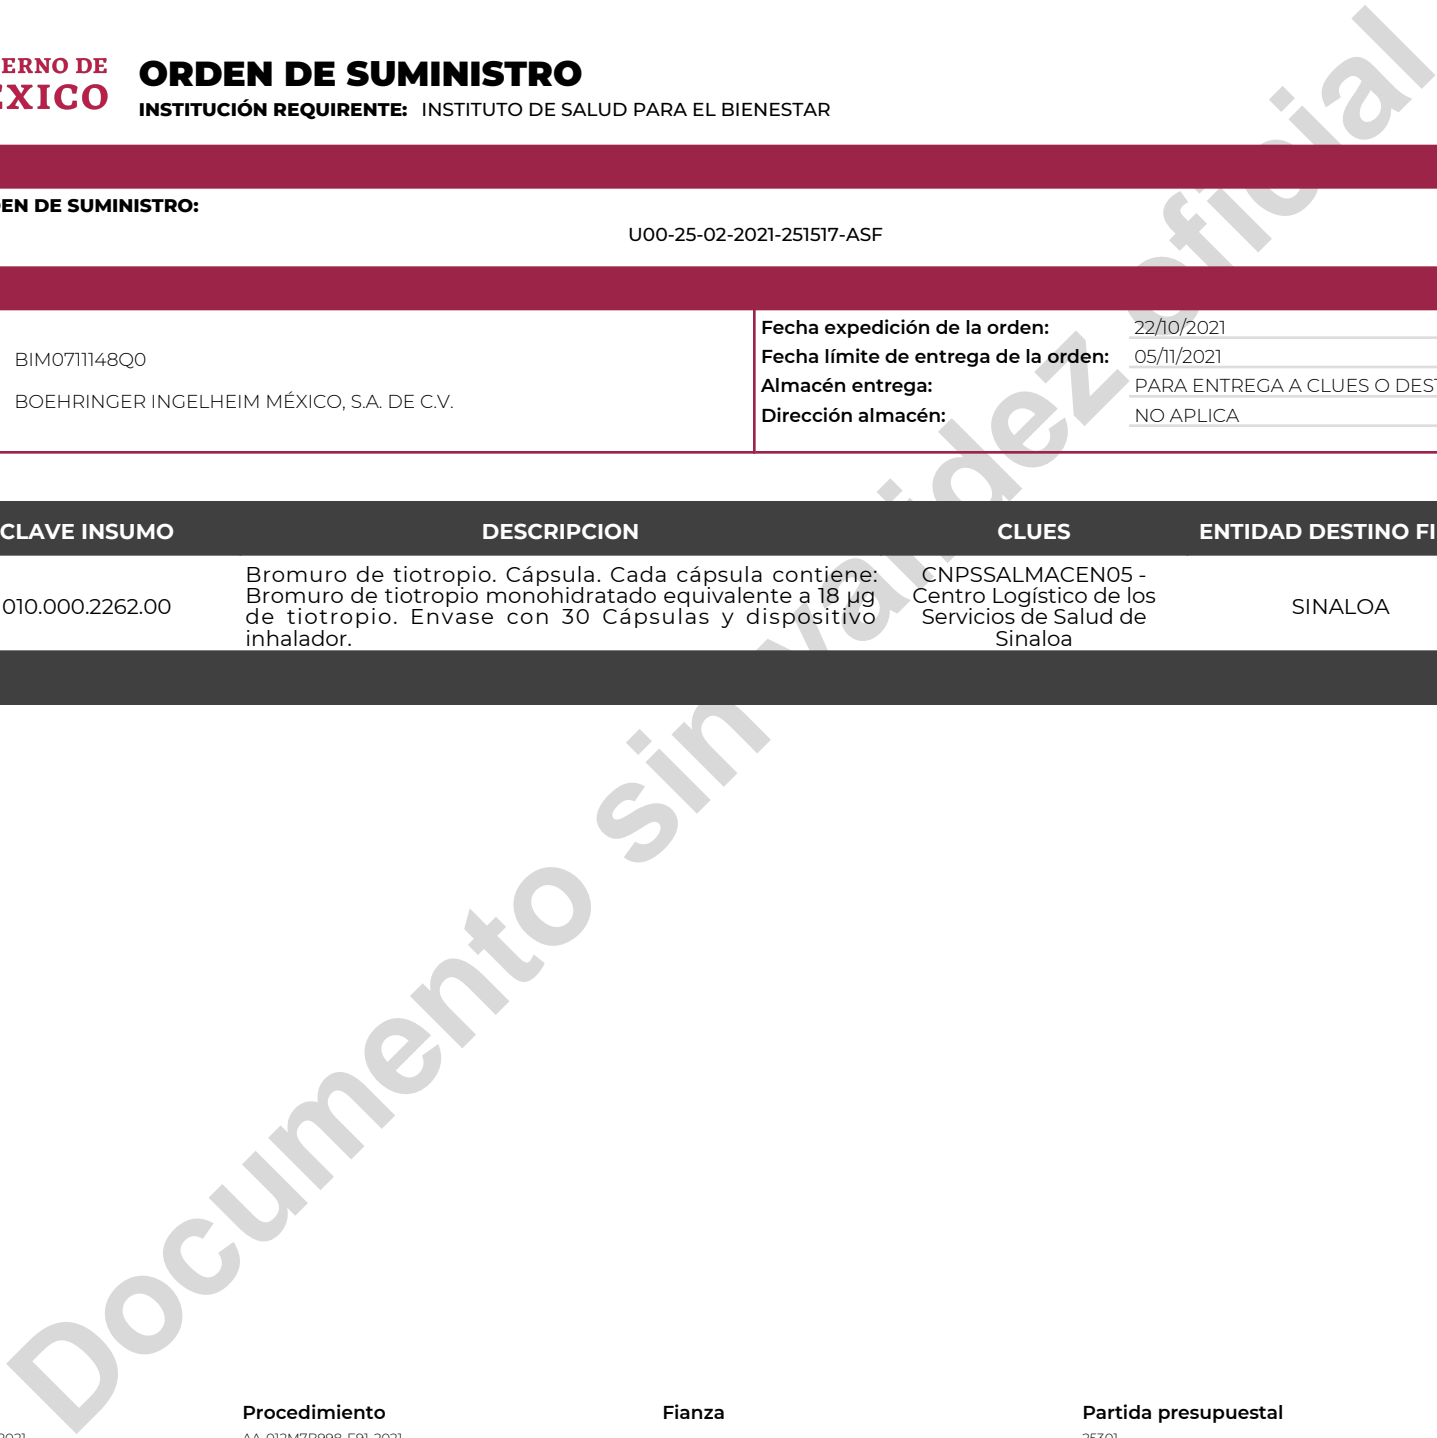 ERNO DE
EXICO
ORDEN DE SUMINISTRO
INSTITUCIÓN REQUIRENTE: INSTITUTO DE SALUD PARA EL BIENESTAR
EN DE SUMINISTRO:
U00-25-02-2021-251517-ASF
BIM0711148Q0
BOEHRINGER INGELHEIM MÉXICO, S.A. DE C.V.
Fecha expedición de la orden: 22/10/2021
Fecha límite de entrega de la orden: 05/11/2021
Almacén entrega: PARA ENTREGA A CLUES O DEST
Dirección almacén: NO APLICA
CLAVE INSUMO DESCRIPCION CLUES ENTIDAD DESTINO FI
010.000.2262.00
Bromuro de tiotropio. Cápsula. Cada cápsula contiene:
Bromuro de tiotropio monohidratado equivalente a 18 µg
de tiotropio. Envase con 30 Cápsulas y dispositivo
inhalador.
CNPSSALMACEN05 -
Centro Logístico de los
Servicios de Salud de
Sinaloa
SINALOA
Documento sin validez oficial
Procedimiento Fianza Partida presupuestal